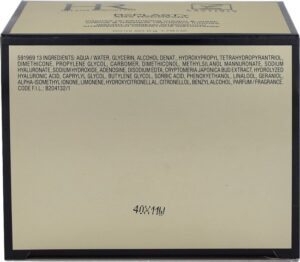 591969 13 INGREDIENTS: AQUA / WATER, GLYCERIN, ALCOHOL DENAT., HYDROXYPROPYL TETRAHYDROPYRANTRIOL,
DIMETHICONE, PROPYLENE GLYCOL, CARBOMER, DIMETHICONOL, METHYLSILANOL MANNURONATE, SODIUM
HYALURONATE, SODIUM HYDROXIDE, ADENOSINE, DISODIUM EDTA, CRYPTOMERIA JAPONICA BUD EXTRACT, HYDROLYZED
HYALURONIC ACID, CAPRYLYL GLYCOL, BUTYLENE GLYCOL, SORBIC ACID, PHENOXYETHANOL, LINALOOL, GERANIOL,
ALPHA-ISOMETHYL IONONE, LIMONENE, HYDROXYCITRONELLAL, CITRONELLOL, BENZYL ALCOHOL, PARFUM / FRAGRANCE
CODE F.I.L.: B204132/1
40X11M